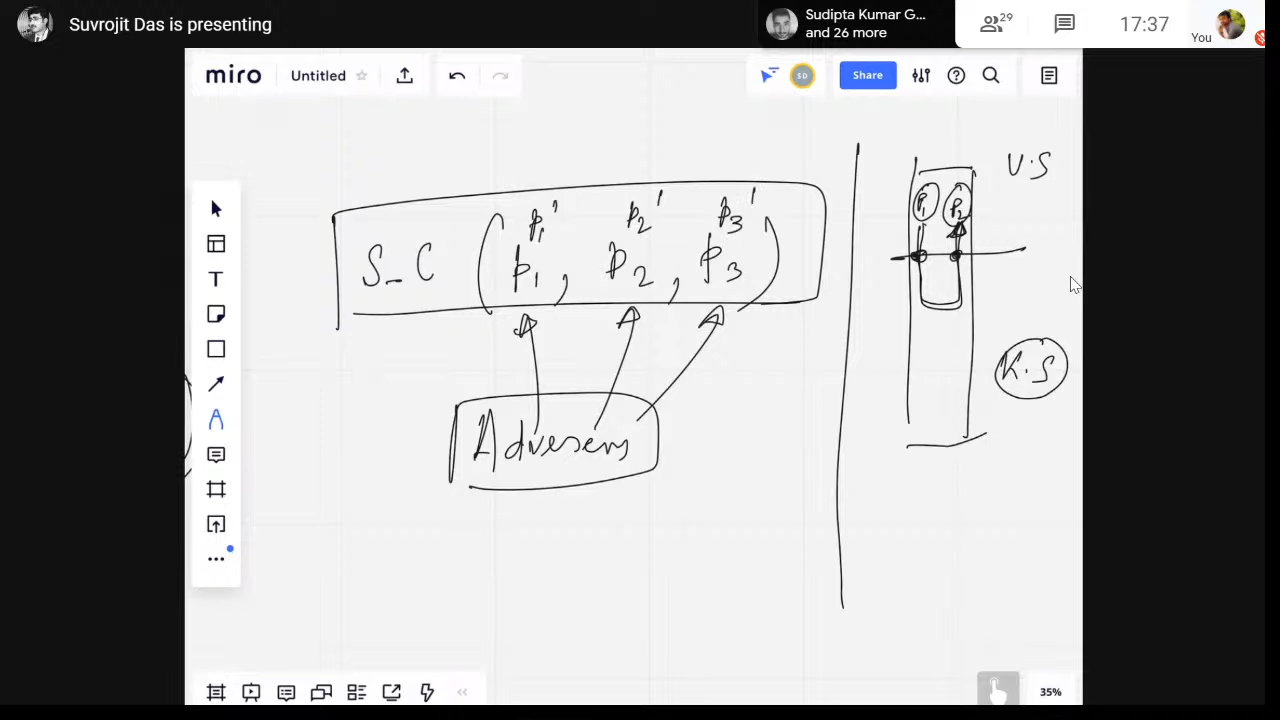 Suvrojit Das is presenting
Sudipta Kumar G...
and 26 more
29
17:37
You
miro
Untitled
SD
Share
U.S
P1 P2
p1' p2' p3'
S_C ( p1, p2, p3 )
K.S
T
35%